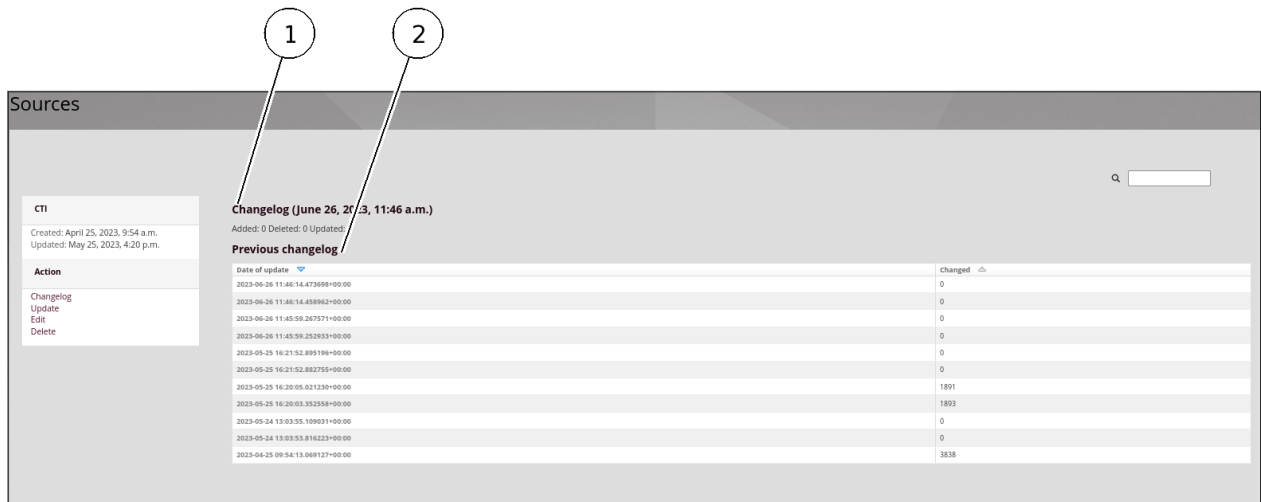 1
2
Sources
CTI
Created: April 25, 2023, 9:54 a.m.
Updated: May 25, 2023, 4:20 p.m.
Action
Changelog
Update
Edit
Delete
Changelog (June 26, 2023, 11:46 a.m.)
Added: 0 Deleted: 0 Updated:
Previous changelog
Date of update Changed
2023-06-26 11:46:14.473698+00:00 0
2023-06-26 11:46:14.458962+00:00 0
2023-06-26 11:45:59.267571+00:00 0
2023-06-26 11:45:59.252933+00:00 0
2023-05-25 16:21:52.895196+00:00 0
2023-05-25 16:21:52.882755+00:00 0
2023-05-25 16:20:05.021230+00:00 1891
2023-05-25 16:20:03.352558+00:00 1893
2023-05-24 13:03:55.109031+00:00 0
2023-05-24 13:03:53.816223+00:00 0
2023-04-25 09:54:13.069127+00:00 3838